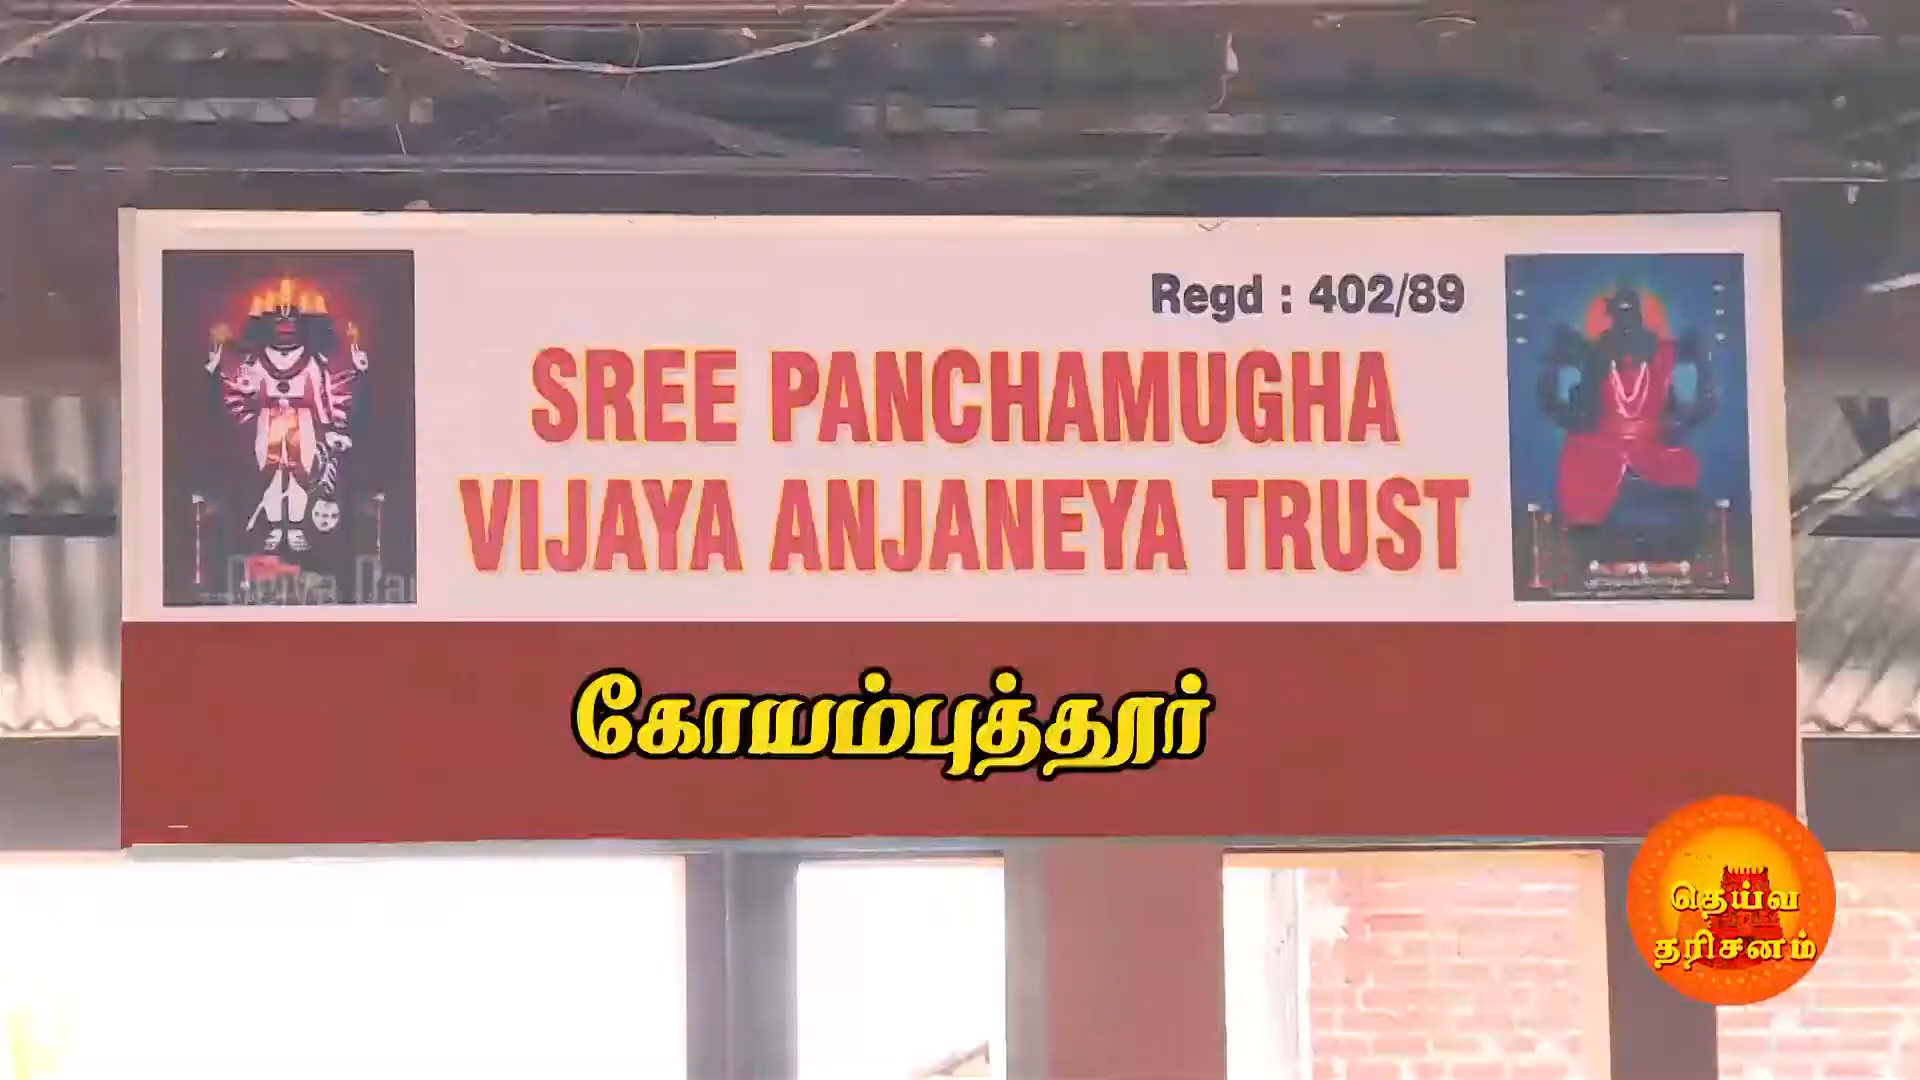 Regd : 402/89
SREE PANCHAMUGHA
VIJAYA ANJANEYA TRUST
கோயம்புத்தூர்
தெய்வ
தரிசனம்